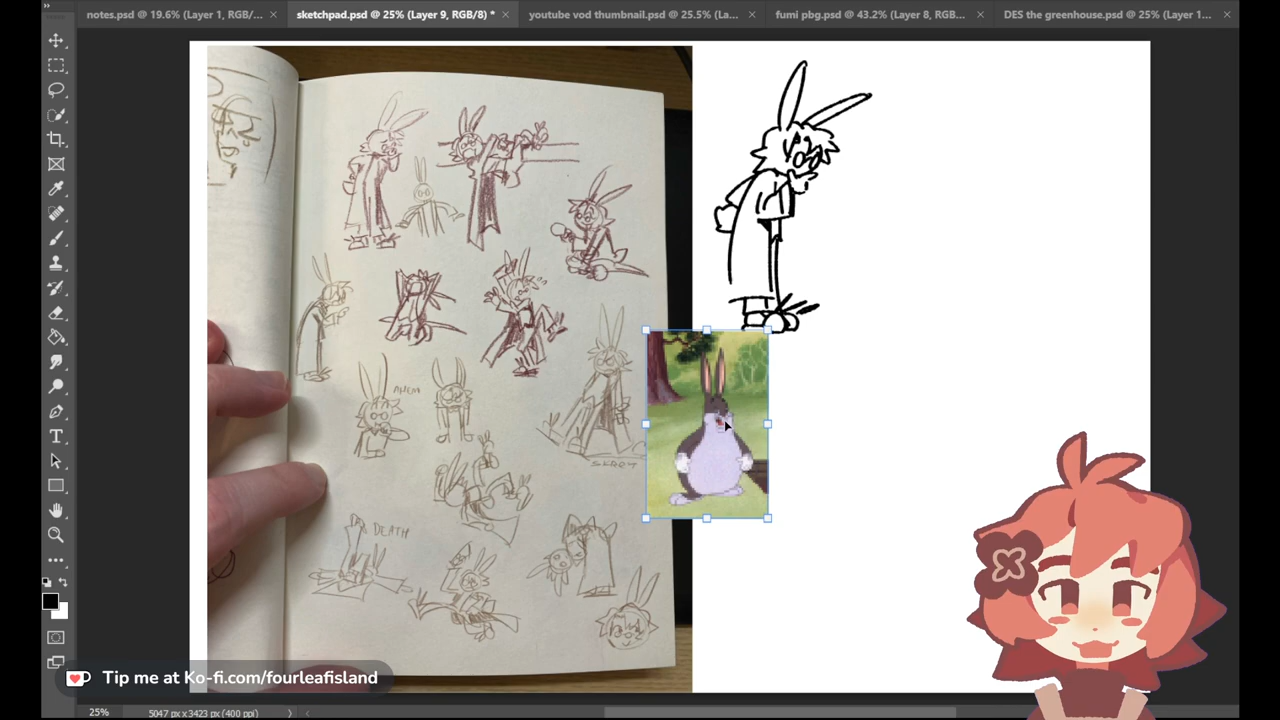 notes.psd @ 19.6% (Layer 1, RGB/...
sketchpad.psd @ 25% (Layer 9, RGB/8) *
youtube vod thumbnail.psd @ 25.5% (La...
fumi pbg.psd @ 43.2% (Layer 8, RGB...
DES the greenhouse.psd @ 25% (Layer 1...
AHEM
DEATH
Tip me at Ko-fi.com/fourleafisland
25%
5047 px x 3423 px (400 ppi)